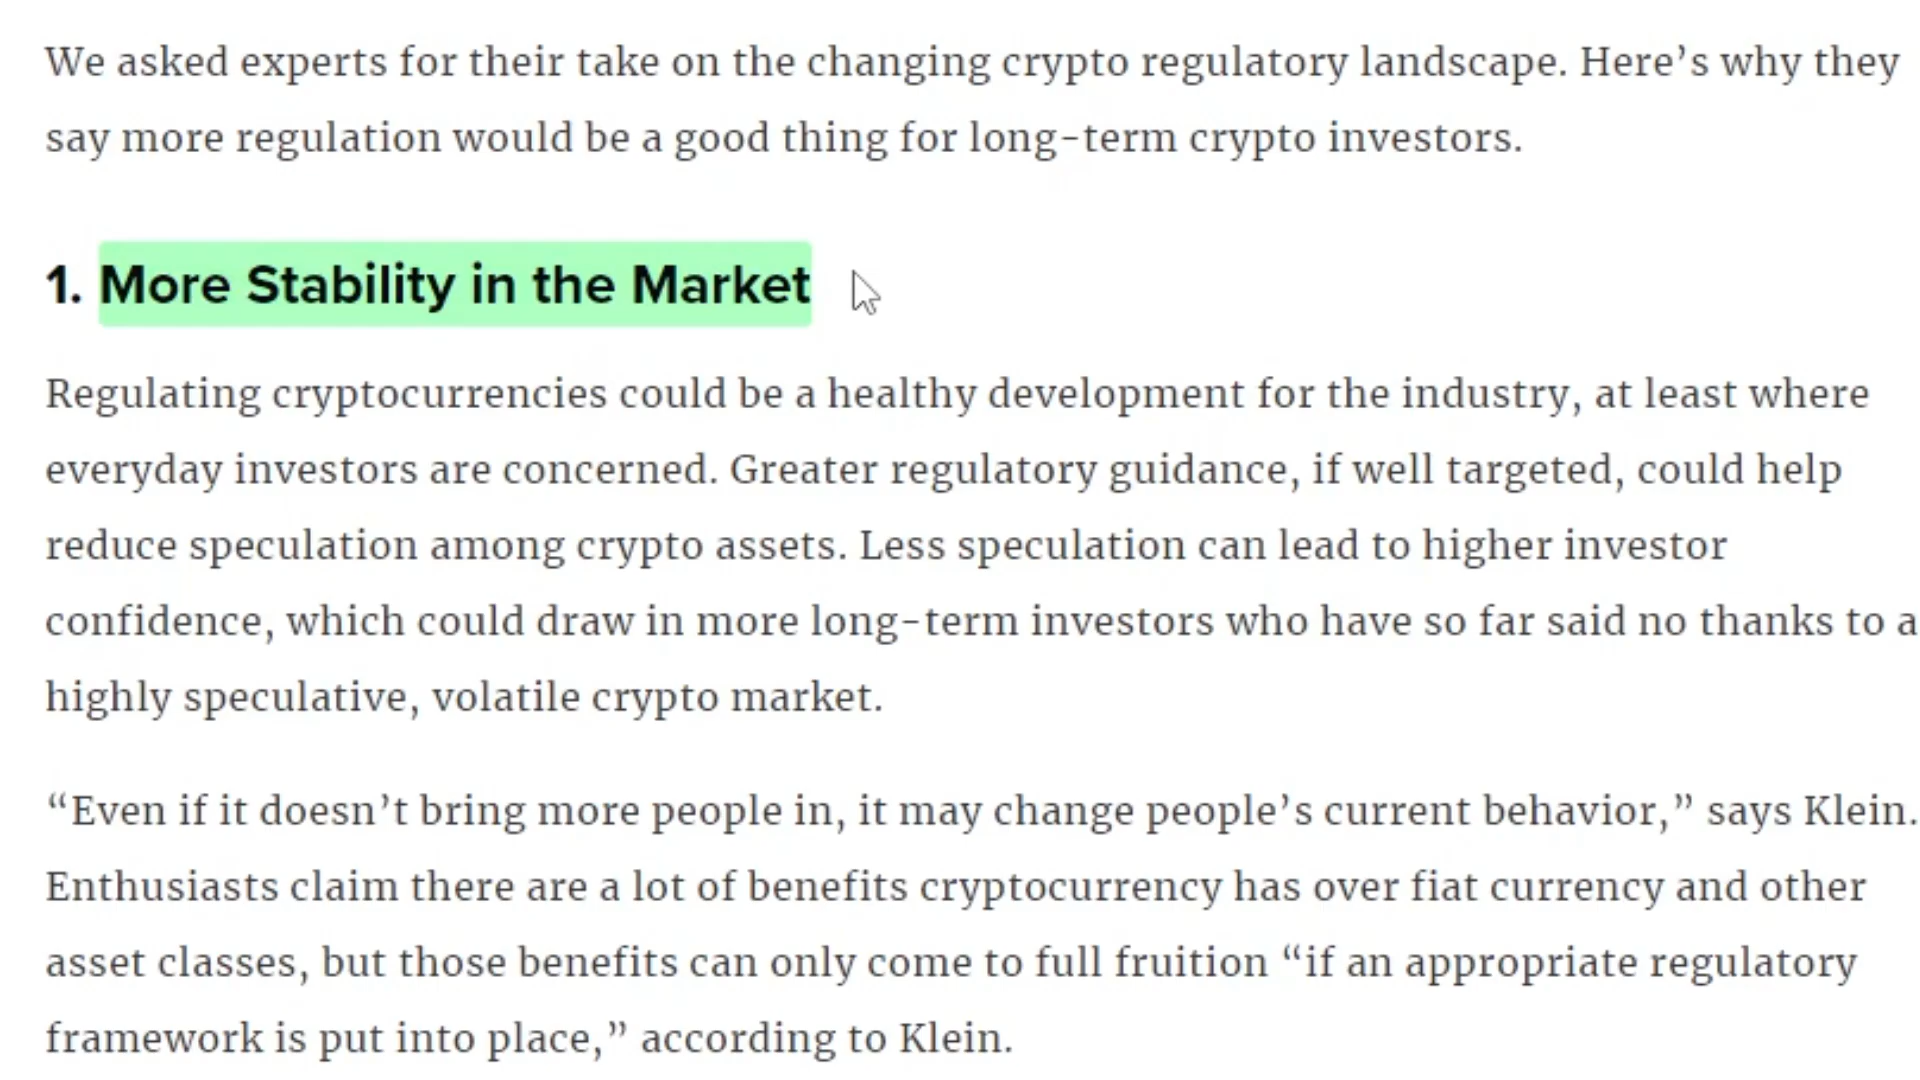 We asked experts for their take on the changing crypto regulatory landscape. Here’s why they
say more regulation would be a good thing for long-term crypto investors.
1. More Stability in the Market
Regulating cryptocurrencies could be a healthy development for the industry, at least where
everyday investors are concerned. Greater regulatory guidance, if well targeted, could help
reduce speculation among crypto assets. Less speculation can lead to higher investor
confidence, which could draw in more long-term investors who have so far said no thanks to a
highly speculative, volatile crypto market.
“Even if it doesn’t bring more people in, it may change people’s current behavior,” says Klein.
Enthusiasts claim there are a lot of benefits cryptocurrency has over fiat currency and other
asset classes, but those benefits can only come to full fruition “if an appropriate regulatory
framework is put into place,” according to Klein.